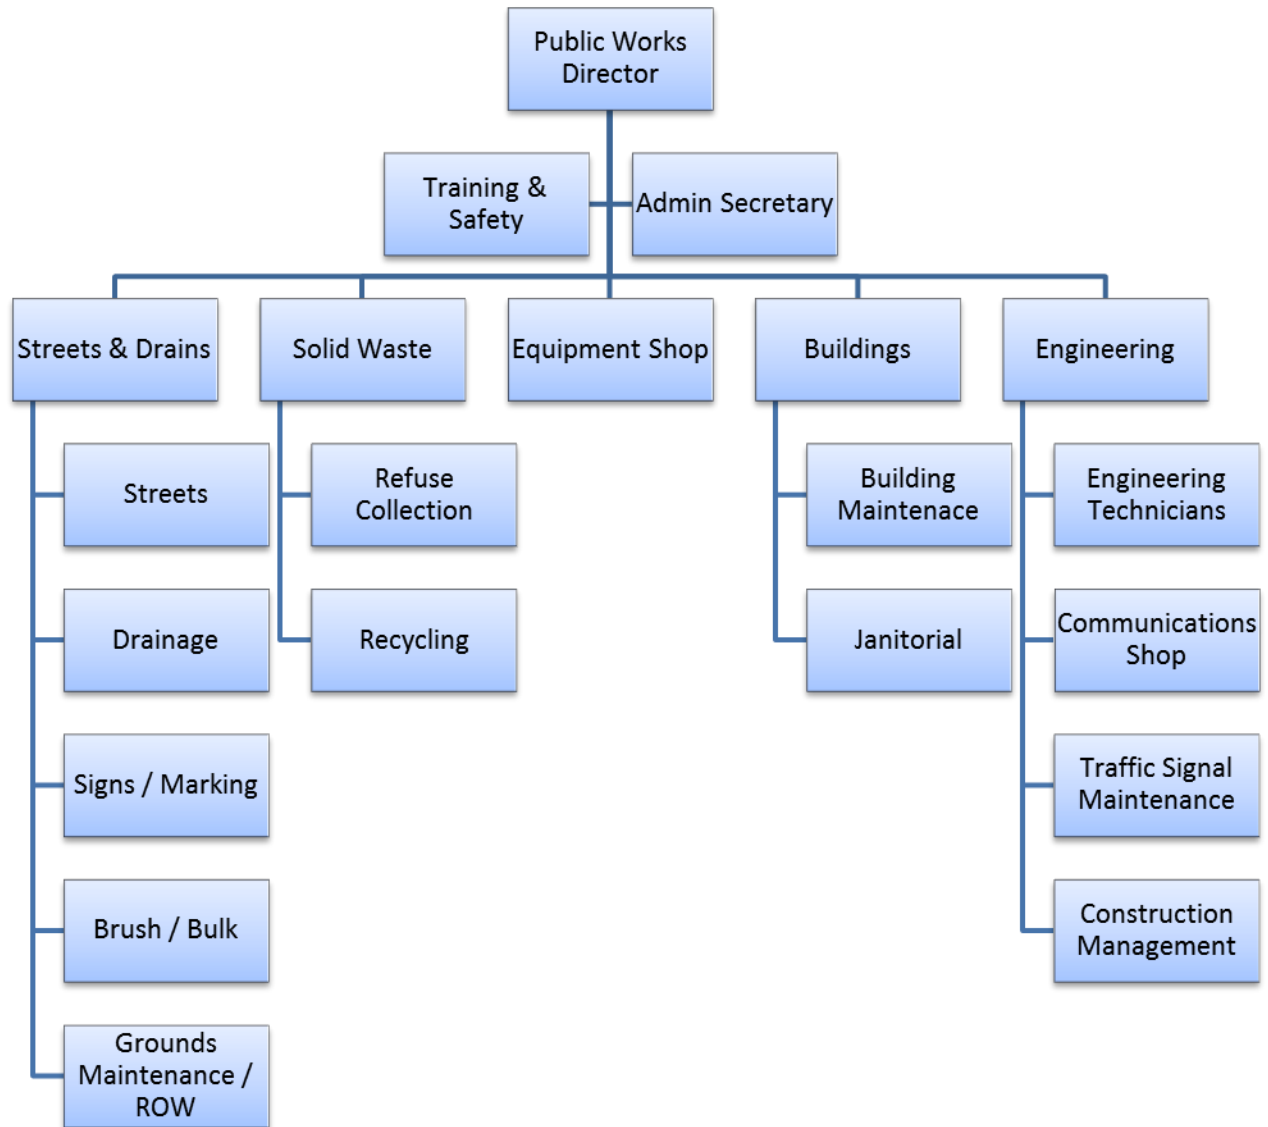 Public Works
Director
Training &
Safety
Admin Secretary
Streets & Drains
Solid Waste
Equipment Shop
Buildings
Engineering
Streets
Drainage
Signs / Marking
Brush / Bulk
Grounds
Maintenance /
ROW
Refuse
Collection
Recycling
Building
Maintenace
Janitorial
Engineering
Technicians
Communications
Shop
Traffic Signal
Maintenance
Construction
Management